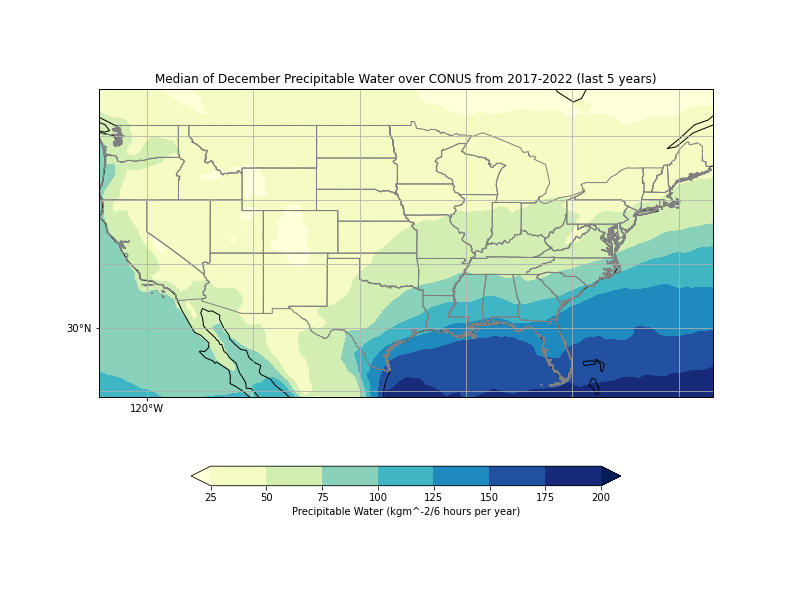 Median of December Precipitable Water over CONUS from 2017-2022 (last 5 years)
30°N
120°W
25 50 75 100 125 150 175 200
Precipitable Water (kgm^-2/6 hours per year)